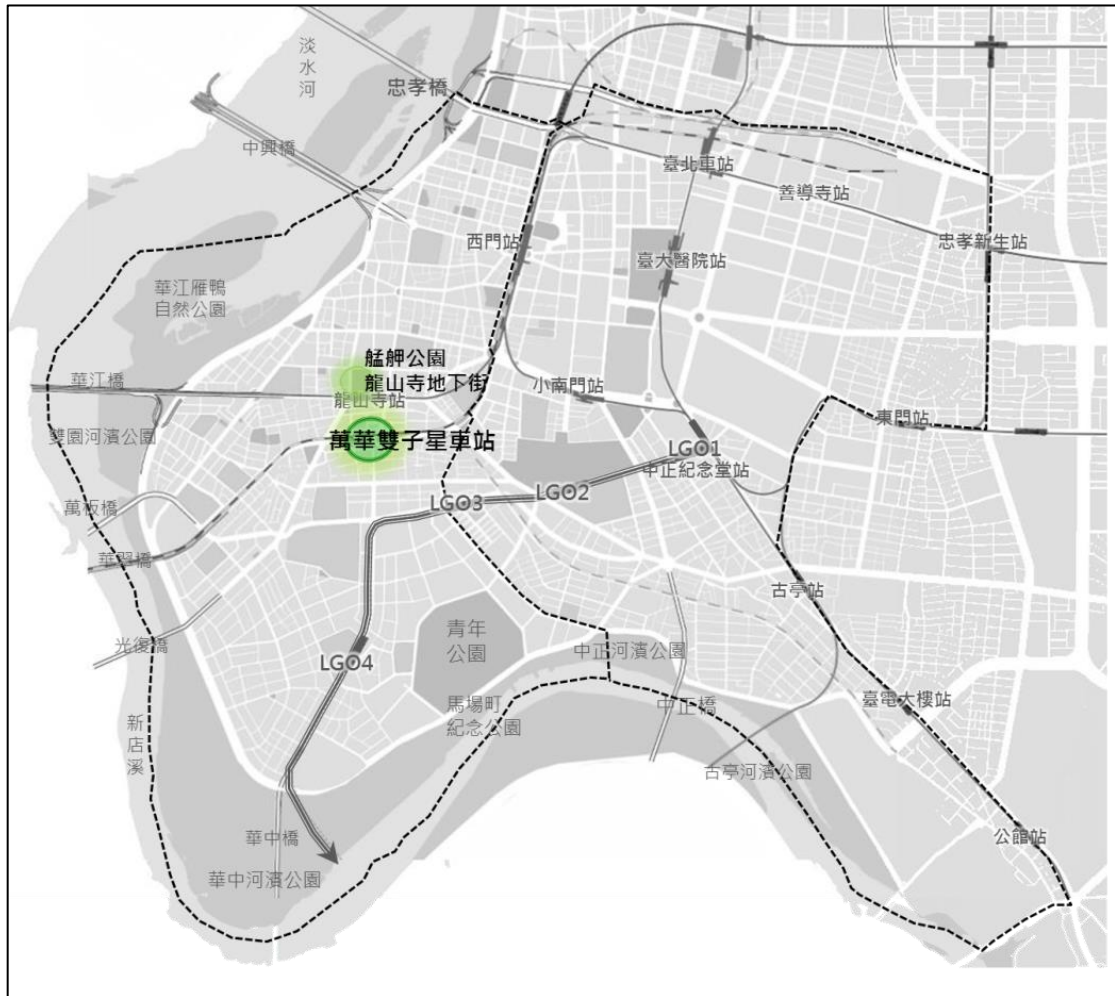 淡水河
忠孝橋
中興橋
臺北車站
善導寺站
西門站
忠孝新生站
臺大醫院站
華江雁鴨
自然公園
艋舺公園
龍山寺地下街
龍山寺站
華江橋
小南門站
東門站
雙園河濱公園
萬華雙子星車站
LG01
中正紀念堂站
LG02
LG03
萬板橋
華翠橋
古亭站
光復橋
青年
公園
中正河濱公園
LG04
馬場町
紀念公園
中正橋
臺電大樓站
新店溪
古亭河濱公園
華中橋
公館站
華中河濱公園